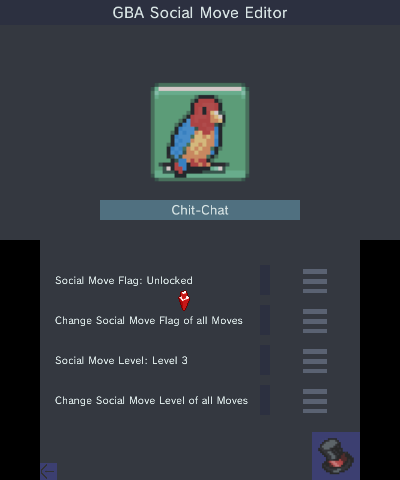 GBA Social Move Editor
Chit-Chat
Social Move Flag: Unlocked
Change Social Move Flag of all Moves
Social Move Level: Level 3
Change Social Move Level of all Moves